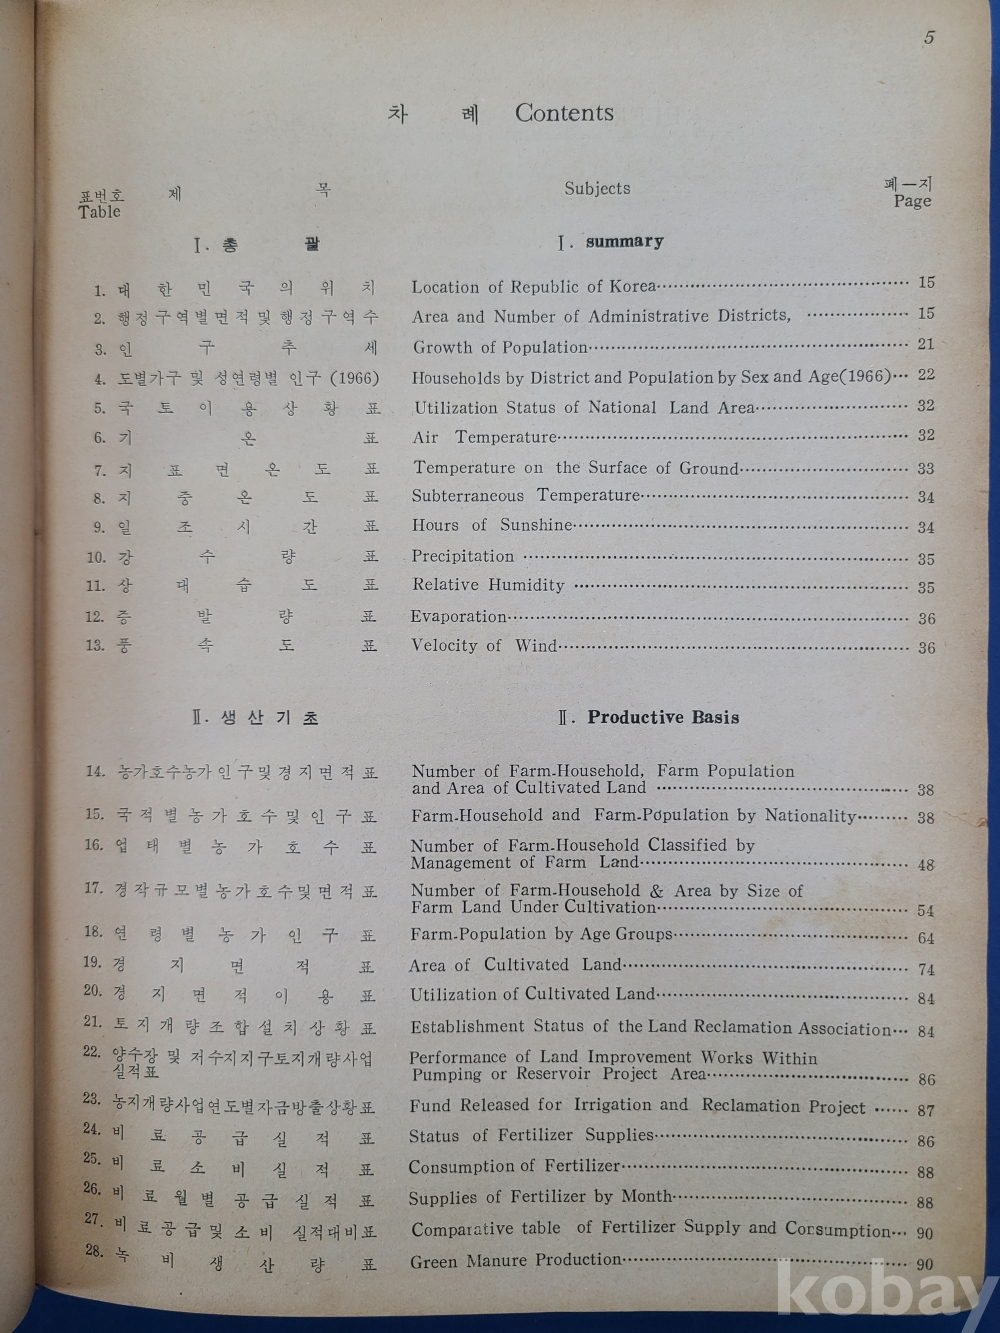 5
차 례 Contents
표번호 제 목 Subjects 페—지
Table Page
Ⅰ. 총 괄 Ⅰ. summary
1. 대 한 민 국 의 위 치 Location of Republic of Korea 15
2. 행정구역별면적및행정구역수 Area and Number of Administrative Districts, 15
3. 인 구 추 세 Growth of Population 21
4. 도별가구 및 성연령별 인구 (1966) Households by District and Population by Sex and Age(1966) 22
5. 국 토 이 용 상 황 표 Utilization Status of National Land Area 32
6. 기 온 표 Air Temperature 32
7. 지 표 면 온 도 표 Temperature on the Surface of Ground 33
8. 지 중 온 도 표 Subterraneous Temperature 34
9. 일 조 시 간 표 Hours of Sunshine 34
10. 강 수 량 표 Precipitation 35
11. 상 대 습 도 표 Relative Humidity 35
12. 증 발 량 표 Evaporation 36
13. 풍 속 도 표 Velocity of Wind 36
Ⅱ. 생 산 기 초 Ⅱ. Productive Basis
14. 농가호수농가인구및경지면적표 Number of Farm-Household, Farm Population
and Area of Cultivated Land 38
15. 국적별농가호수및인구표 Farm-Household and Farm-Population by Nationality 38
16. 업 태 별 농 가 호 수 표 Number of Farm-Household Classified by
Management of Farm Land 48
17. 경작규모별농가호수및면적표 Number of Farm-Household & Area by Size of
Farm Land Under Cultivation 54
18. 연 령 별 농 가 인 구 표 Farm-Population by Age Groups 64
19. 경 지 면 적 표 Area of Cultivated Land 74
20. 경 지 면 적 이 용 표 Utilization of Cultivated Land 84
21. 토지개량조합설치상황표 Establishment Status of the Land Reclamation Association 84
22. 양수장 및 저수지지구토지개량사업 Performance of Land Improvement Works Within
실적표 Pumping or Reservoir Project Area 86
23. 농지개량사업연도별자금방출상황표 Fund Released for Irrigation and Reclamation Project 87
24. 비 료 공 급 실 적 표 Status of Fertilizer Supplies 86
25. 비 료 소 비 실 적 표 Consumption of Fertilizer 88
26. 비 료 월 별 공 급 실 적 표 Supplies of Fertilizer by Month 88
27. 비료공급및소비 실적대비표 Comparative table of Fertilizer Supply and Consumption 90
28. 녹 비 생 산 량 표 Green Manure Production 90
kobay